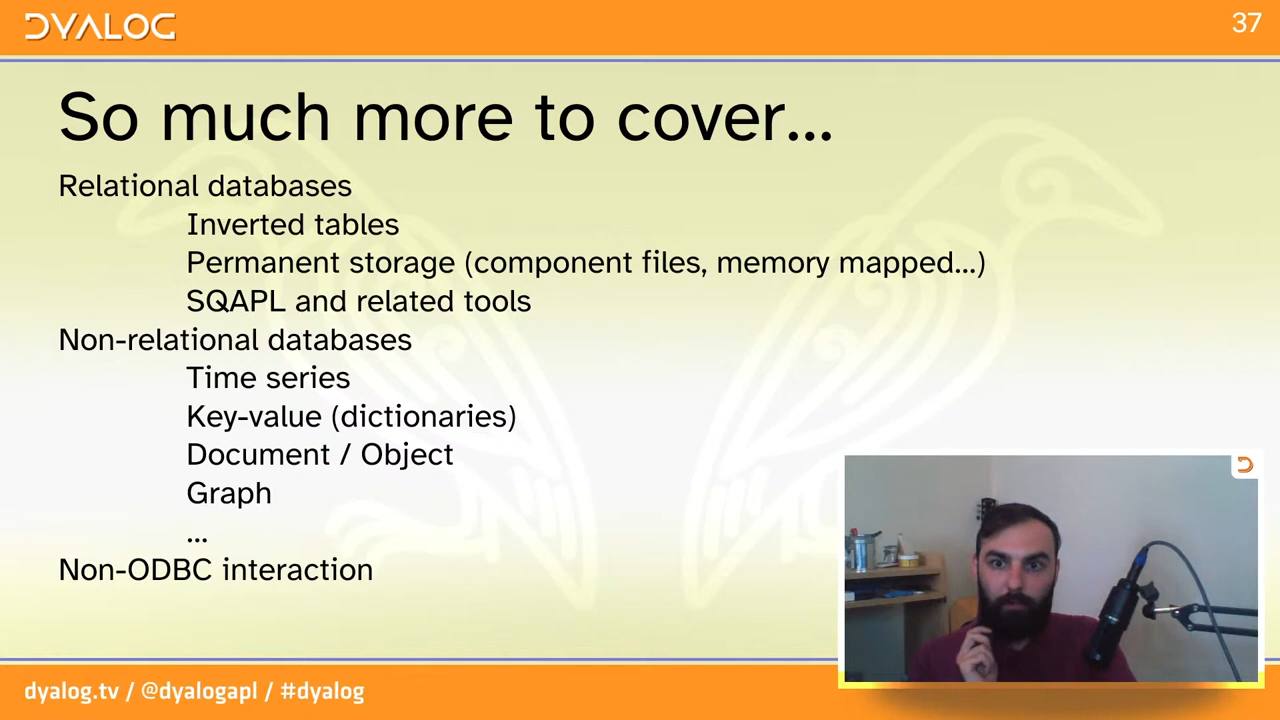 DYALOG
37
So much more to cover...
Relational databases
Inverted tables
Permanent storage (component files, memory mapped...)
SQAPL and related tools
Non-relational databases
Time series
Key-value (dictionaries)
Document / Object
Graph
...
Non-ODBC interaction
dyalog.tv / @dyalogapl / #dyalog